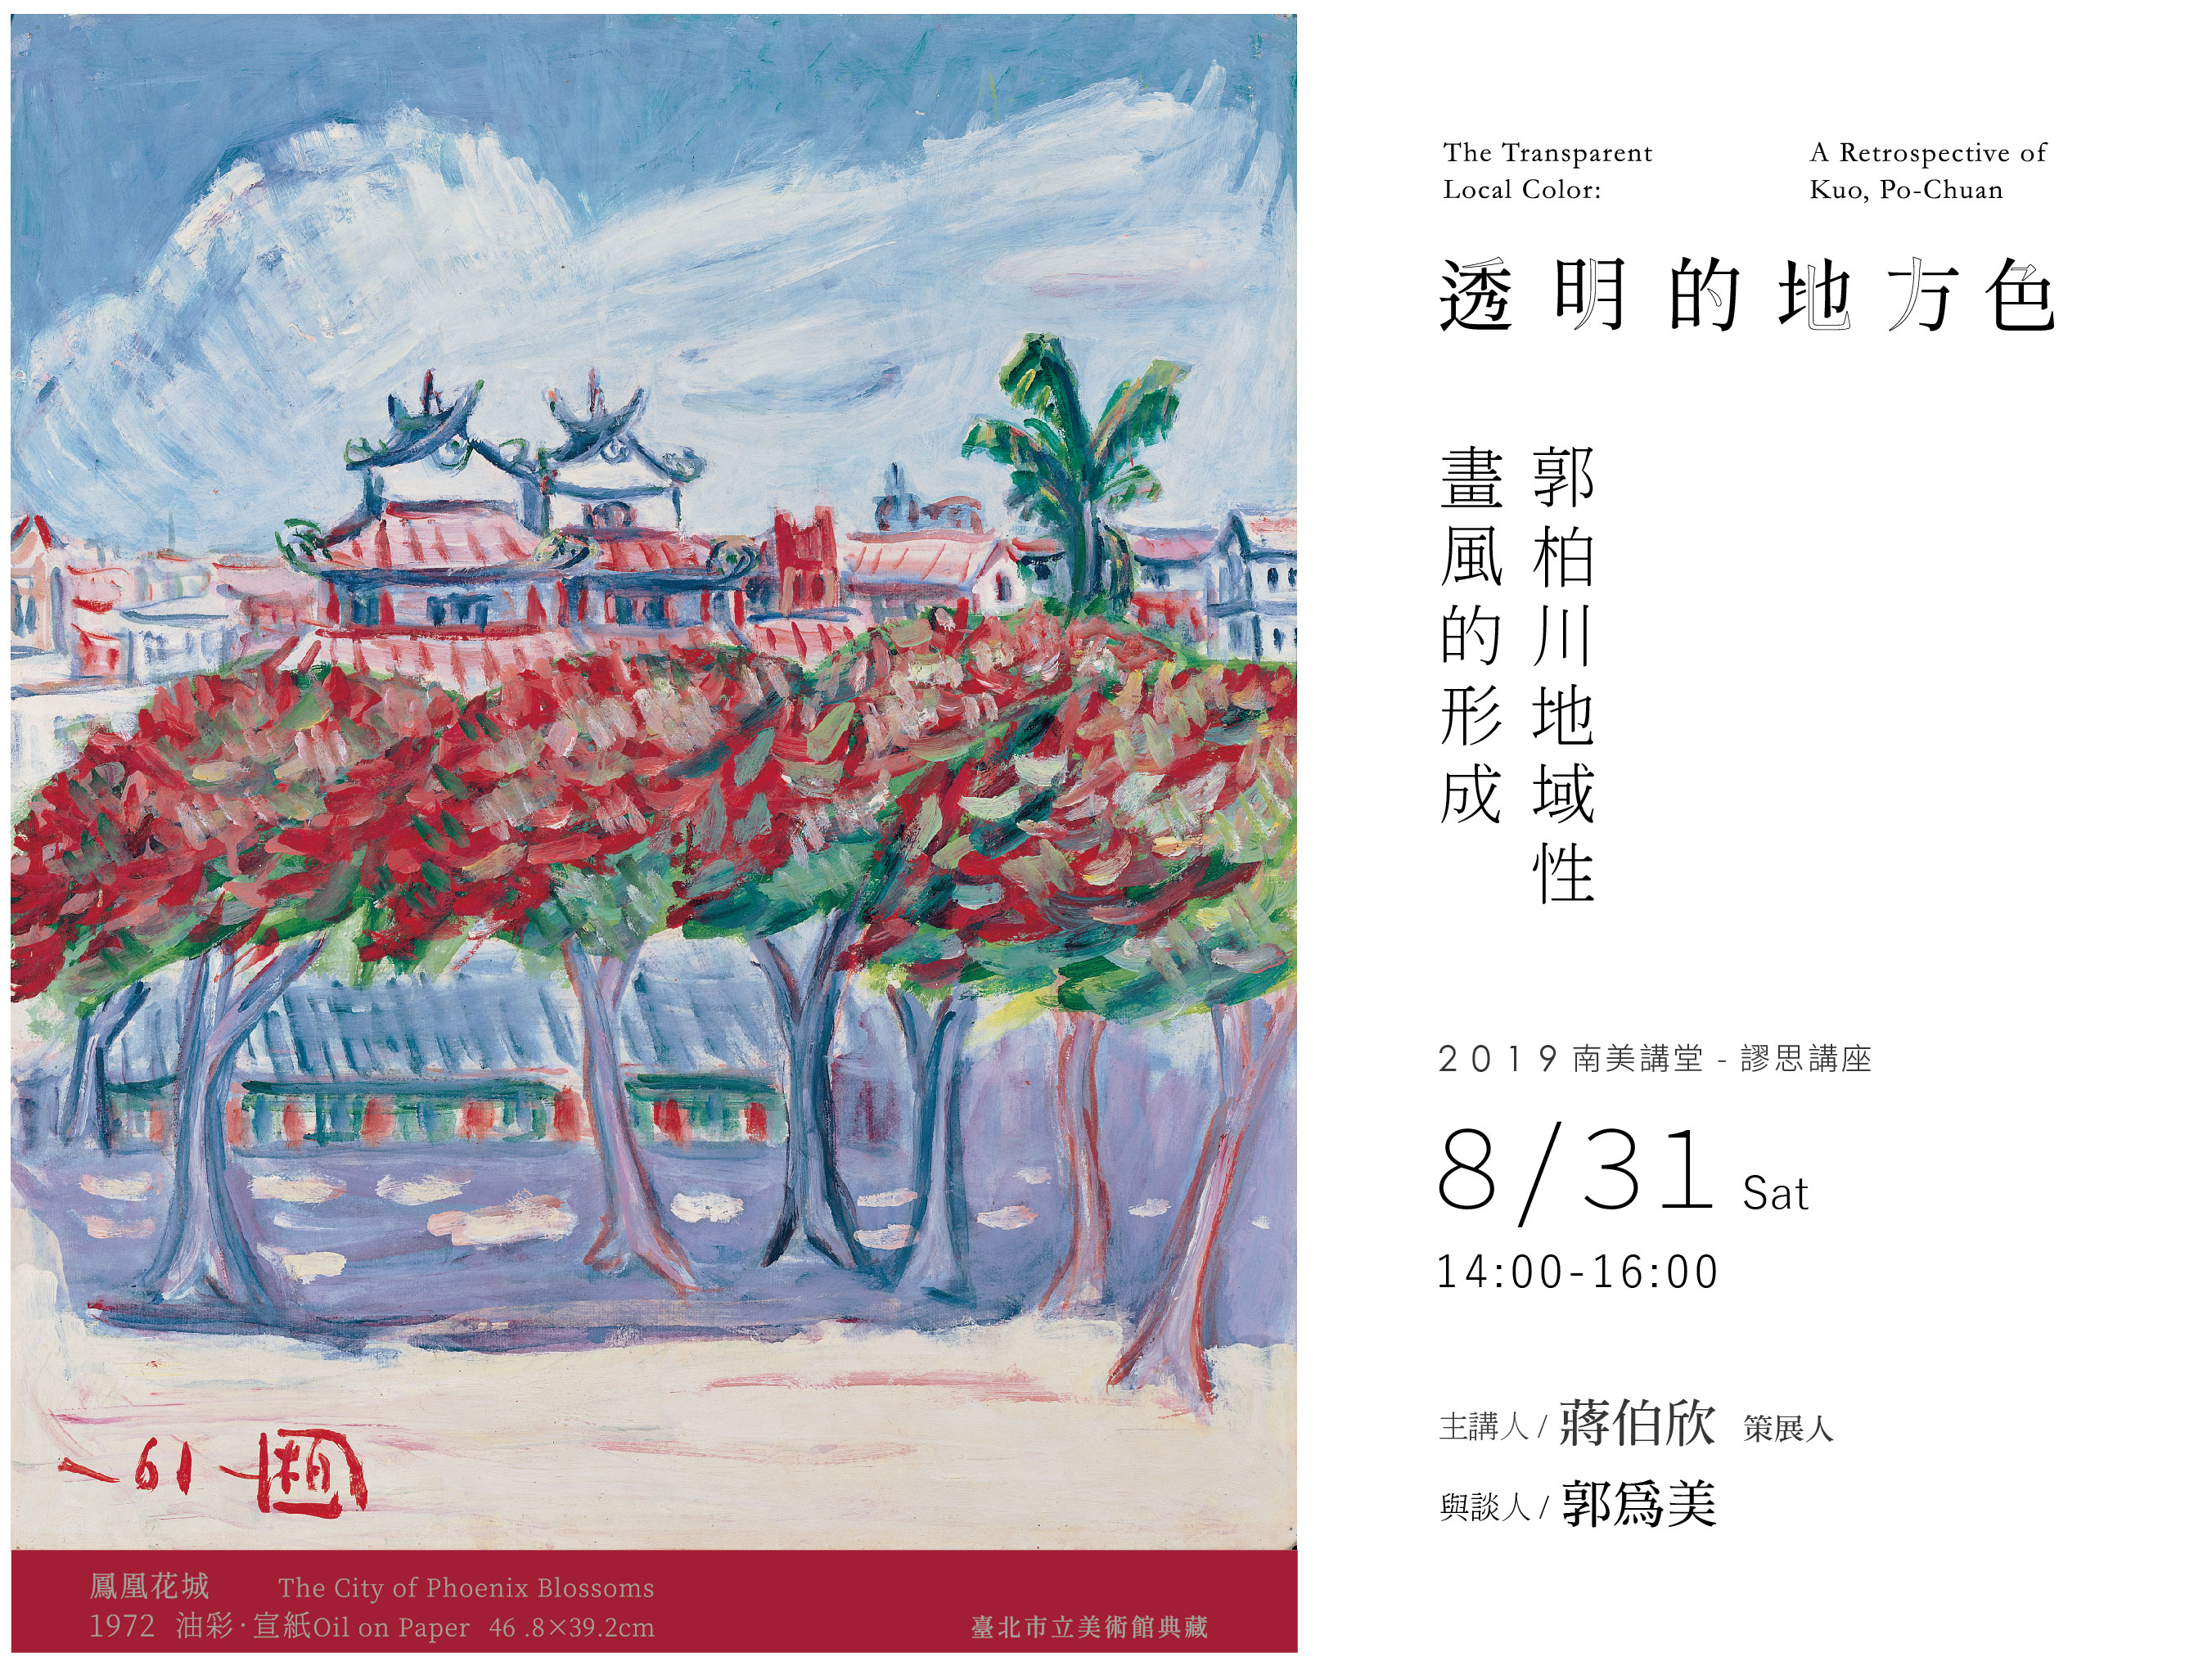 The Transparent
Local Color:
A Retrospective of
Kuo, Po-Chuan
透明的地方色
郭柏川地域性
畫風的形成
2019 南美講堂 - 謬思講座
8/31 Sat
14:00-16:00
主講人 / 蔣伯欣 策展人
與談人 / 郭為美
61
鳳凰花城 The City of Phoenix Blossoms
1972 油彩·宣紙Oil on Paper 46 .8×39.2cm
臺北市立美術館典藏